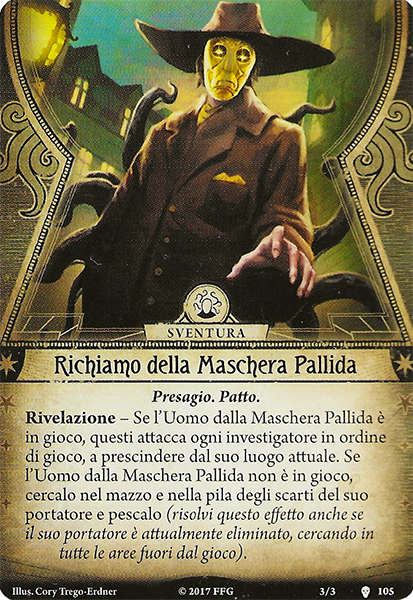 SVENTURA
Richiamo della Maschera Pallida
Presagio. Patto.
Rivelazione – Se l'Uomo dalla Maschera Pallida è
in gioco, questi attacca ogni investigatore in ordine
di gioco, a prescindere dal suo luogo attuale. Se
l'Uomo dalla Maschera Pallida non è in gioco,
cercalo nel mazzo e nella pila degli scarti del suo
portatore e pescalo (risolvi questo effetto anche se
il suo portatore è attualmente eliminato, cercando in
tutte le aree fuori dal gioco).
Illus. Cory Trego-Erdner © 2017 FFG 3/3 105